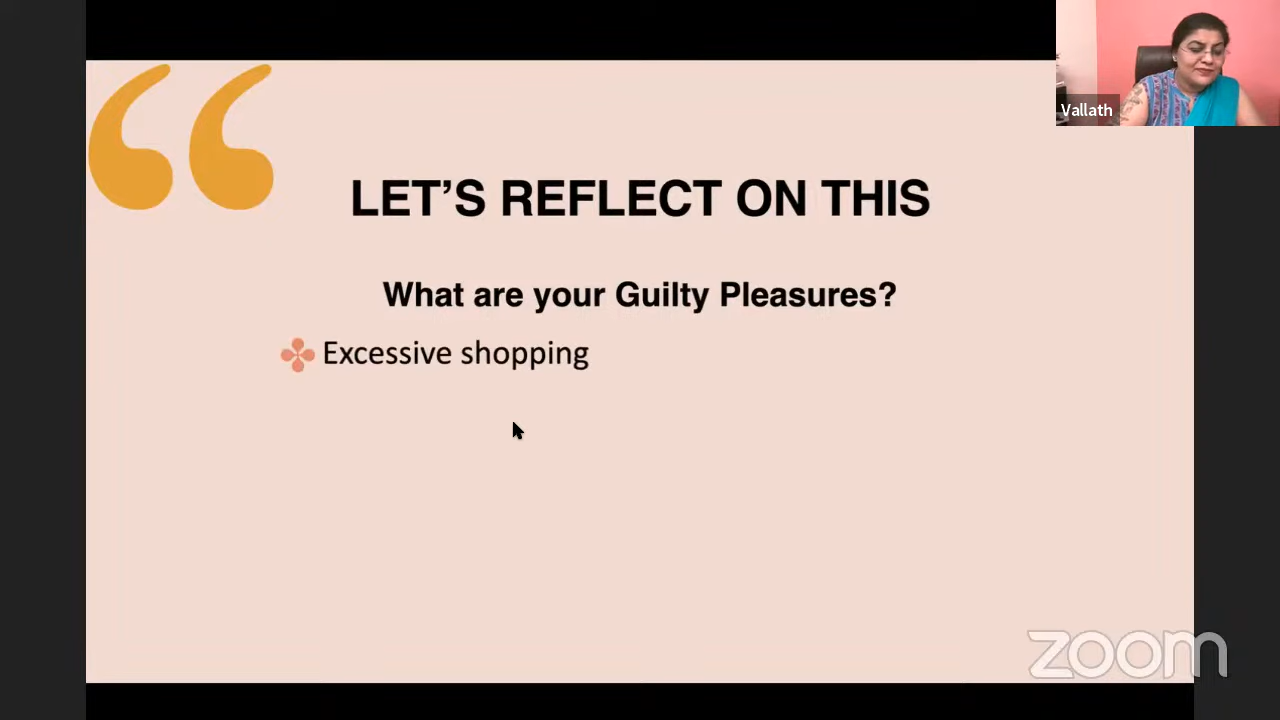 Vallath
LET’S REFLECT ON THIS
What are your Guilty Pleasures?
Excessive shopping
zoom